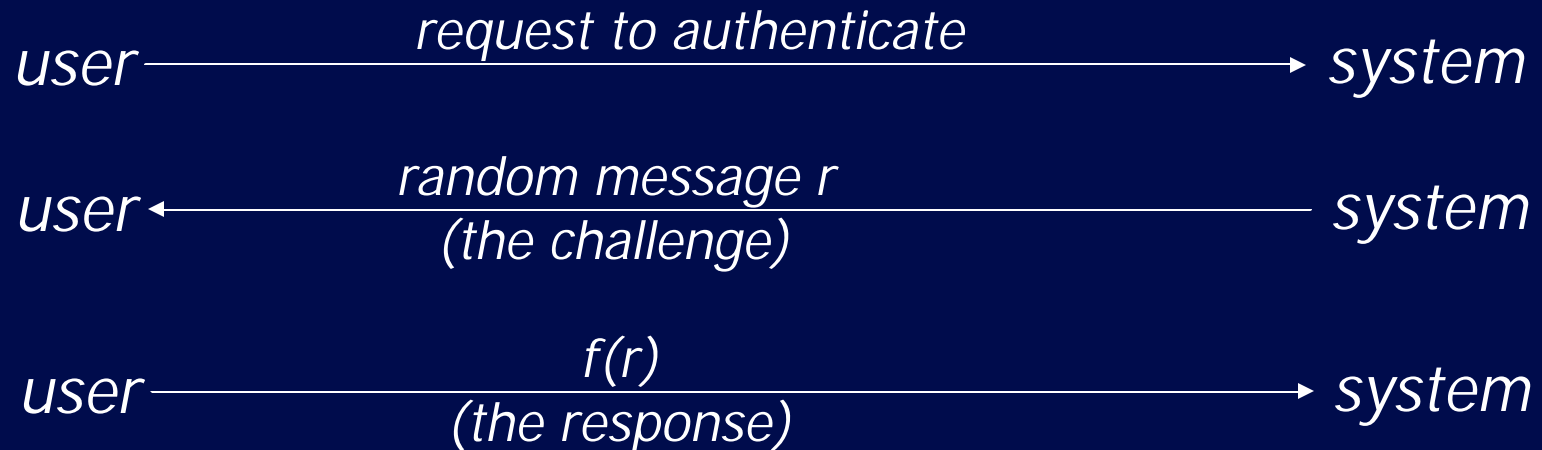 request to authenticate
user system
random message r
user system
(the challenge)
f(r)
user system
(the response)